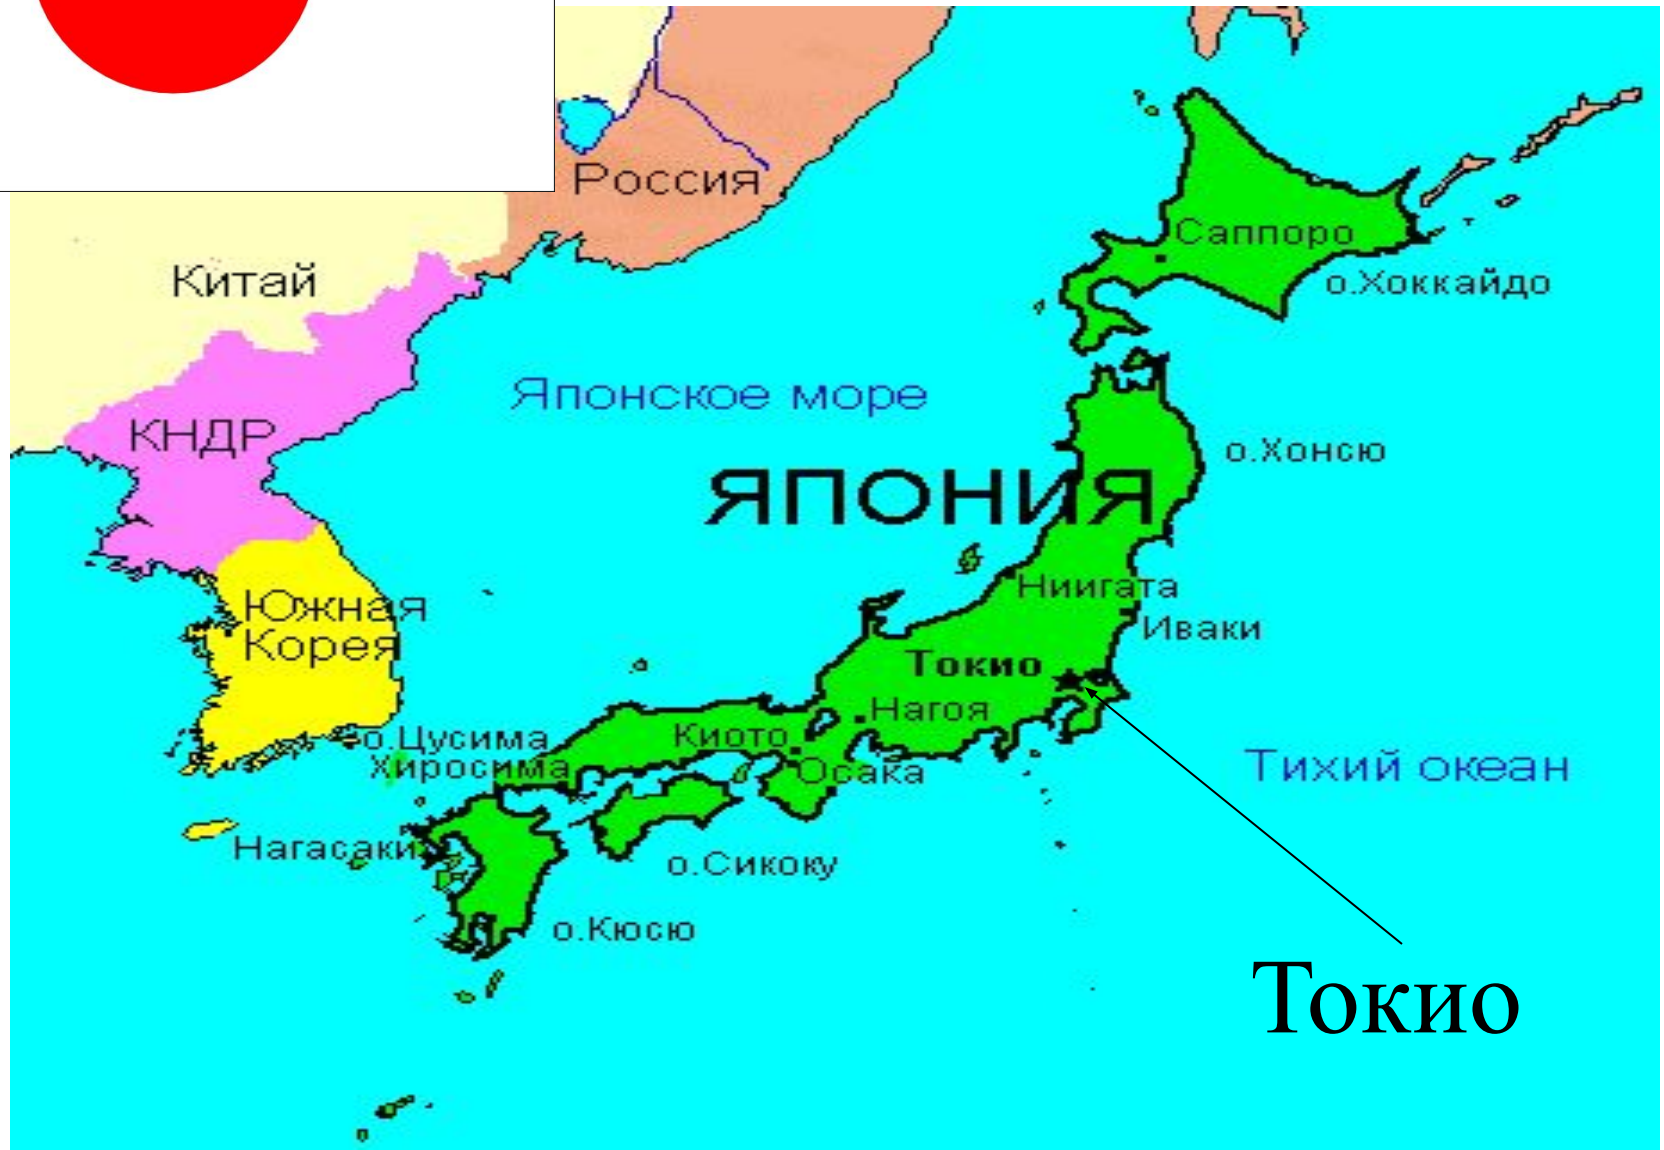 Россия
Саппоро
Китай
о.Хоккайдо
Японское море
КНДР
о.Хонсю
ЯПОНИЯ
Ниигата
Южная
Корея
Иваки
Токио
Нагоя
Киото
о.Цусима
Хиросима
Осака
Тихий океан
Нагасаки
о.Сикоку
о.Кюсю
Токио